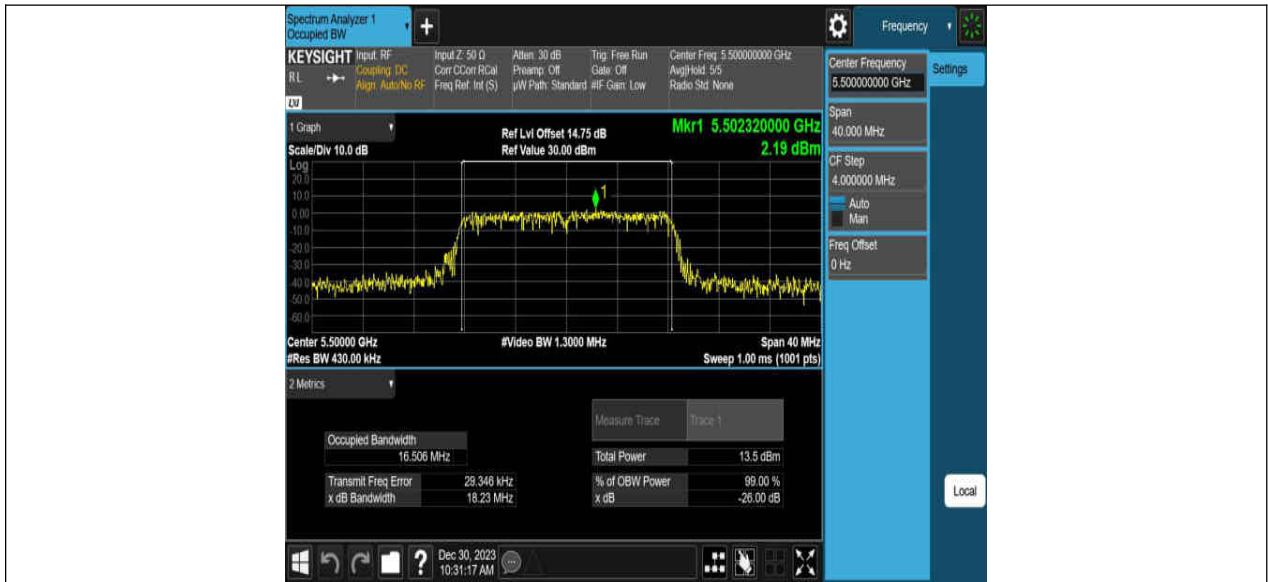 Spectrum Analyzer 1
Occupied BW
+
Frequency
KEYSIGHT
RL
LXI
Input: RF
Coupling: DC
Align: Auto/No RF
Input Z: 50 Ω
Corr CCorr RCal
Freq Ref: Int (S)
Atten: 30 dB
Preamp: Off
µW Path: Standard
Trig: Free Run
Gate: Off
#IF Gain: Low
Center Freq: 5.500000000 GHz
Avg|Hold: 5/5
Radio Std: None
Center Frequency
5.500000000 GHz
Settings
Span
40.000 MHz
CF Step
4.000000 MHz
Auto
Man
Freq Offset
0 Hz
Local
1 Graph
Scale/Div 10.0 dB
Ref Lvl Offset 14.75 dB
Ref Value 30.00 dBm
Mkr1 5.502320000 GHz
2.19 dBm
Log
20.0
10.0
0.00
-10.0
-20.0
-30.0
-40.0
-50.0
-60.0
1
Center 5.50000 GHz
#Res BW 430.00 kHz
#Video BW 1.3000 MHz
Span 40 MHz
Sweep 1.00 ms (1001 pts)
2 Metrics
Measure Trace Trace 1
Occupied Bandwidth
16.506 MHz
Total Power 13.5 dBm
Transmit Freq Error 29.346 kHz
% of OBW Power 99.00 %
x dB Bandwidth 18.23 MHz
x dB -26.00 dB
?
Dec 30, 2023
10:31:17 AM